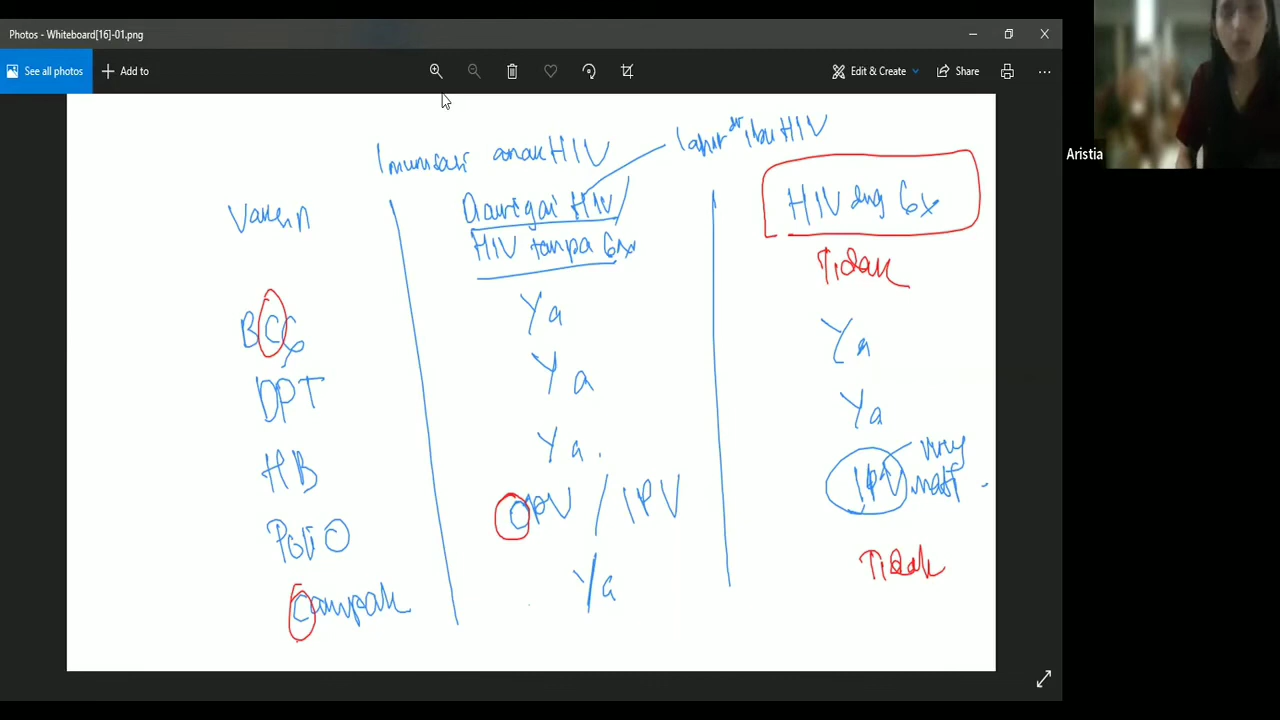 Photos - Whiteboard[16]-01.png
See all photos
Add to
Edit & Create
Share
Aristia
Imunisasi anak HIV
lahir dr ibu HIV
Vaksin
Dicurigai HIV /
HIV tanpa Gx
HIV dng Gx
BCG Ya Tidak
DPT Ya Ya
HB Ya. Ya
Polio OPV / IPV IPV mati
Campak Ya Tidak